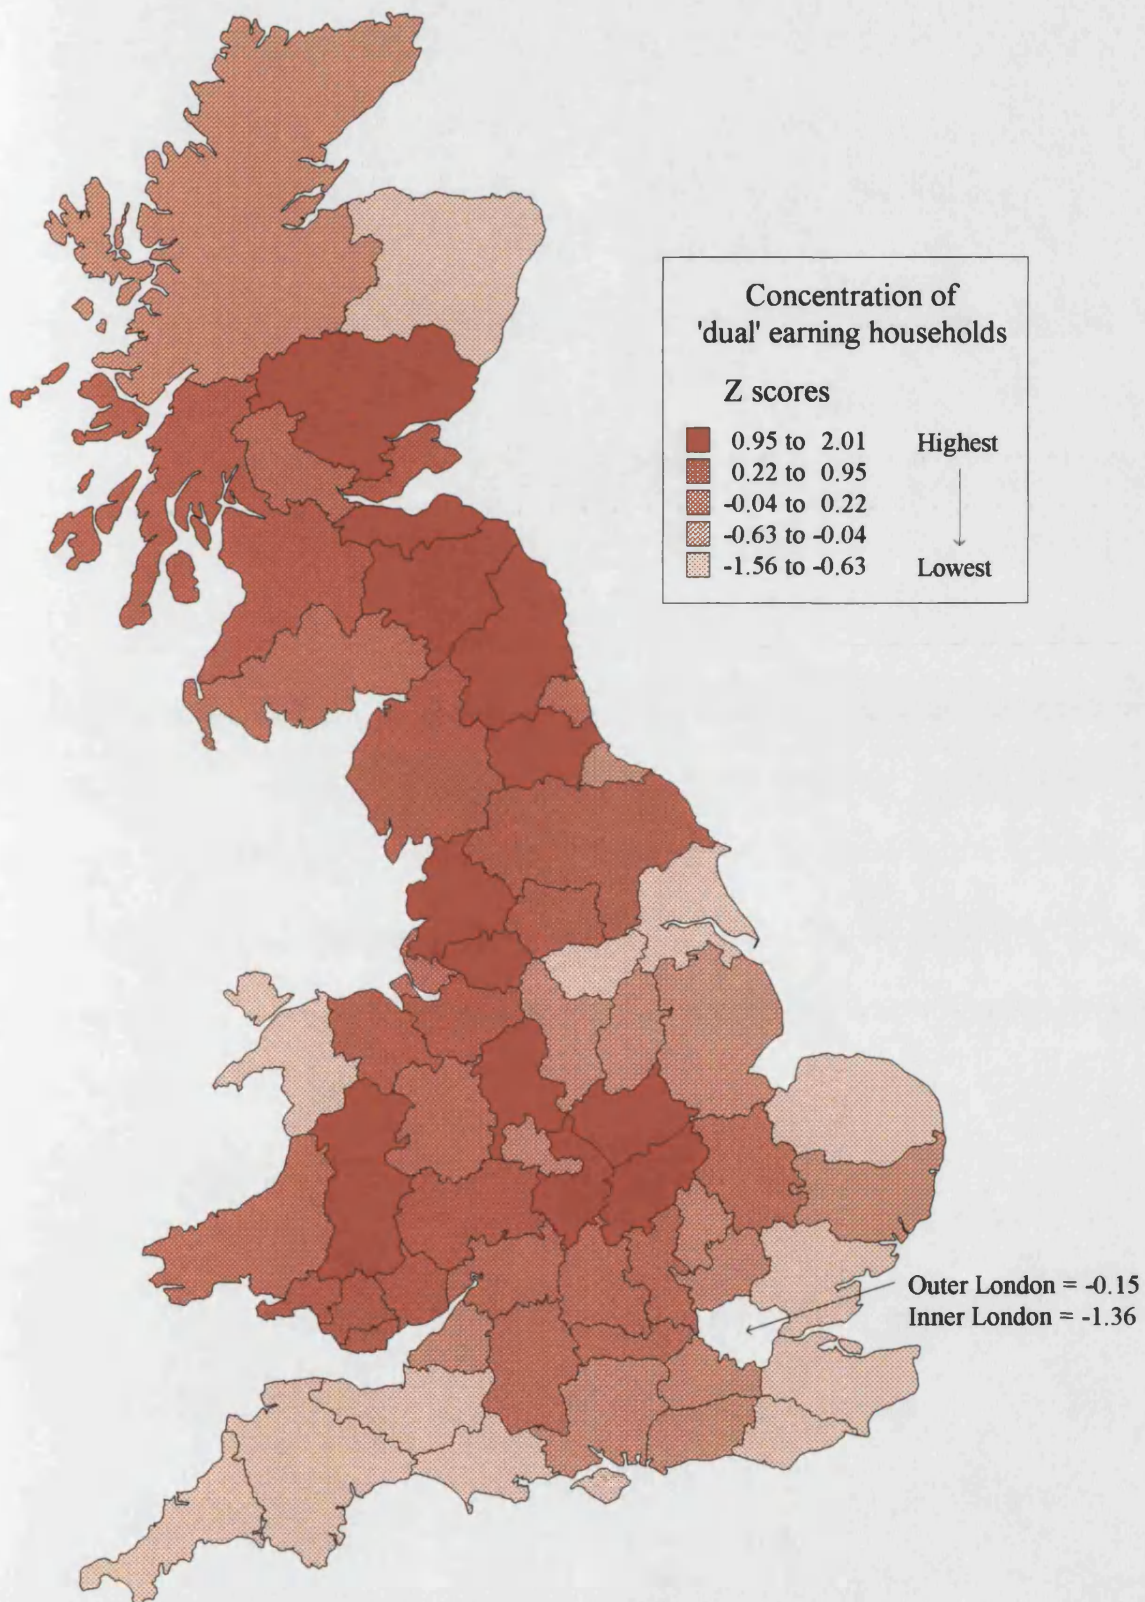 Concentration of
'dual' earning households
Z scores
0.95 to 2.01 Highest
0.22 to 0.95
-0.04 to 0.22
-0.63 to -0.04
-1.56 to -0.63 Lowest
Outer London = -0.15
Inner London = -1.36